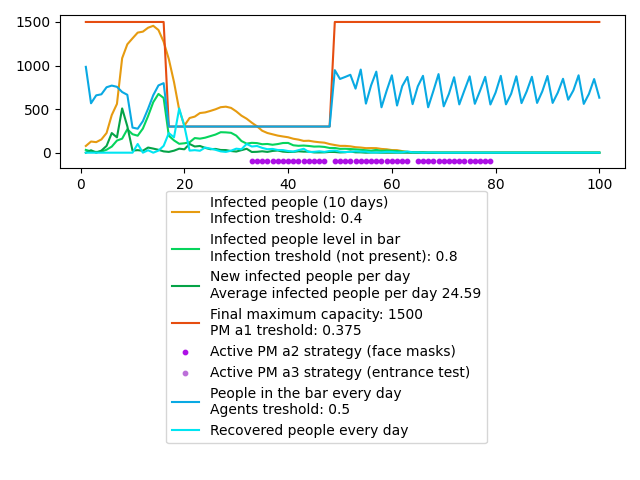 1500
1000
500
0
0
20
40
60
80
100
Infected people (10 days)
Infection treshold: 0.4
Infected people level in bar
Infection treshold (not present): 0.8
New infected people per day
Average infected people per day 24.59
Final maximum capacity: 1500
PM a1 treshold: 0.375
Active PM a2 strategy (face masks)
Active PM a3 strategy (entrance test)
People in the bar every day
Agents treshold: 0.5
Recovered people every day